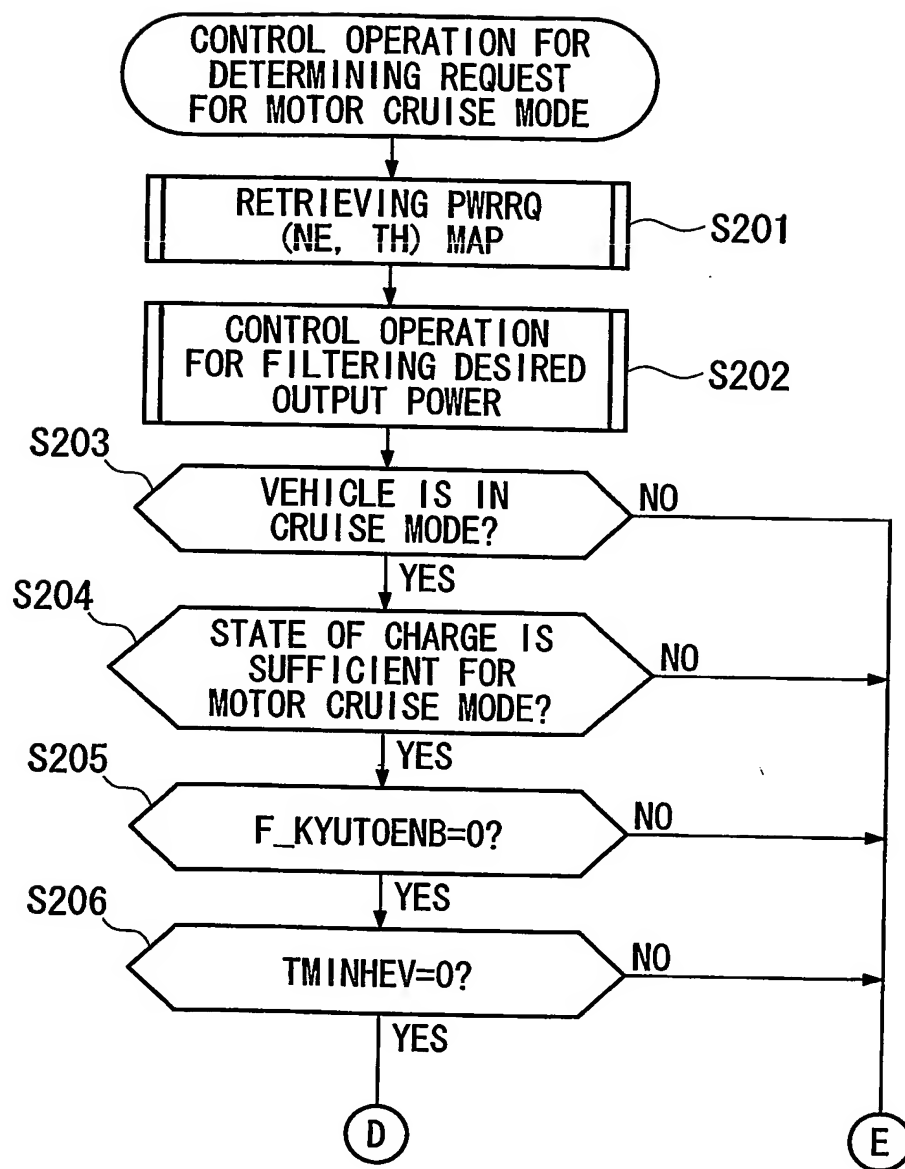 CONTROL OPERATION FOR
DETERMINING REQUEST
FOR MOTOR CRUISE MODE
RETRIEVING PWRRQ
(NE, TH) MAP
S201
CONTROL OPERATION
FOR FILTERING DESIRED
OUTPUT POWER
S202
S203
VEHICLE IS IN
CRUISE MODE?
NO
YES
S204
STATE OF CHARGE IS
SUFFICIENT FOR
MOTOR CRUISE MODE?
NO
YES
S205
F_KYUTOENB=0?
NO
YES
S206
TMINHEV=0?
NO
YES
D
E